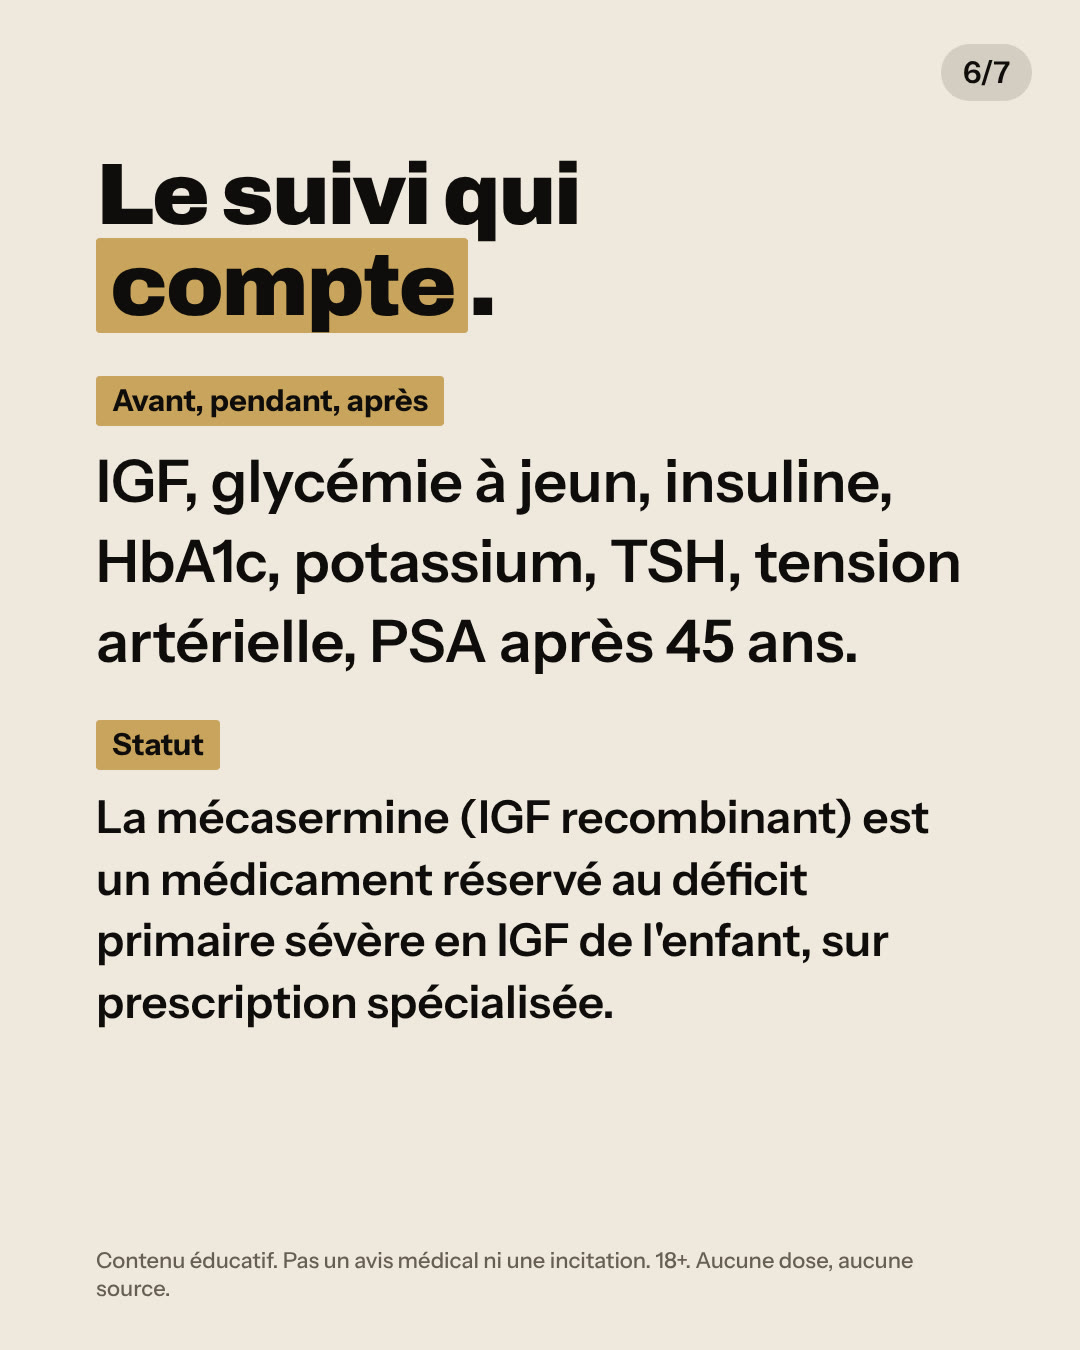 6/7
Le suivi qui
compte.
Avant, pendant, après
IGF, glycémie à jeun, insuline,
HbA1c, potassium, TSH, tension
artérielle, PSA après 45 ans.
Statut
La mécasermine (IGF recombinant) est
un médicament réservé au déficit
primaire sévère en IGF de l'enfant, sur
prescription spécialisée.
Contenu éducatif. Pas un avis médical ni une incitation. 18+. Aucune dose, aucune
source.